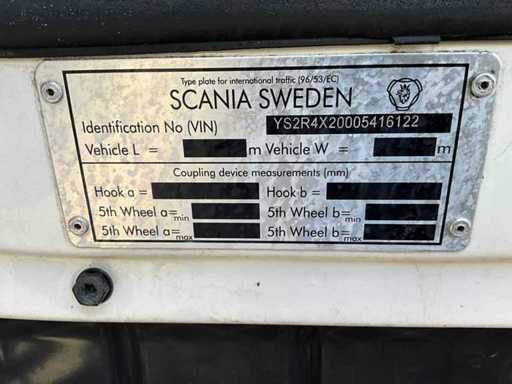 Type plate for international traffic (96/53/EC)
SCANIA SWEDEN
Identification No (VIN) YS2R4X20005416122
Vehicle L = m Vehicle W = m
Coupling device measurements (mm)
Hook a = Hook b =
5th Wheel a= min 5th Wheel b= min
5th Wheel a= max 5th Wheel b= max